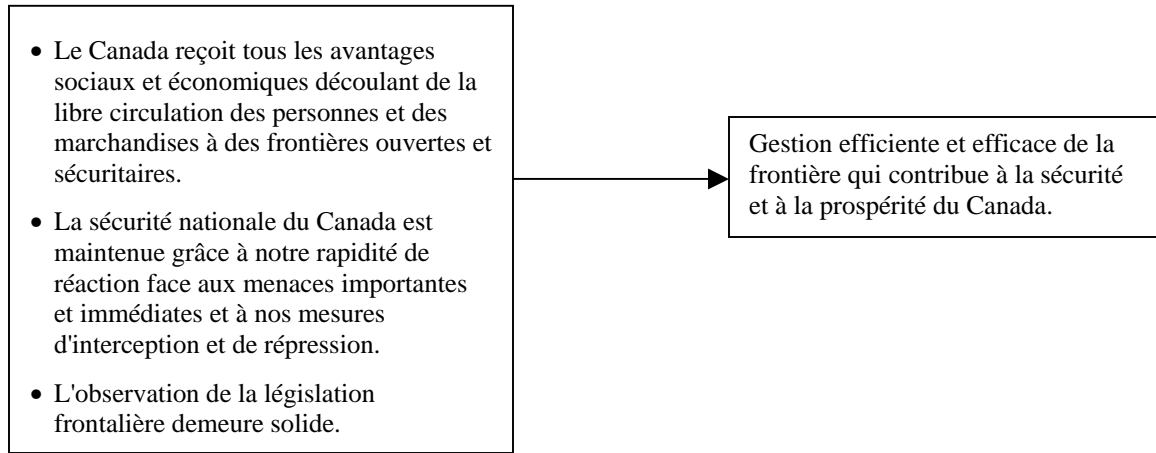 • Le Canada reçoit tous les avantages
sociaux et économiques découlant de la
libre circulation des personnes et des
marchandises à des frontières ouvertes et
sécuritaires.
• La sécurité nationale du Canada est
maintenue grâce à notre rapidité de
réaction face aux menaces importantes
et immédiates et à nos mesures
d'interception et de répression.
• L'observation de la législation
frontalière demeure solide.
Gestion efficiente et efficace de la
frontière qui contribue à la sécurité
et à la prospérité du Canada.